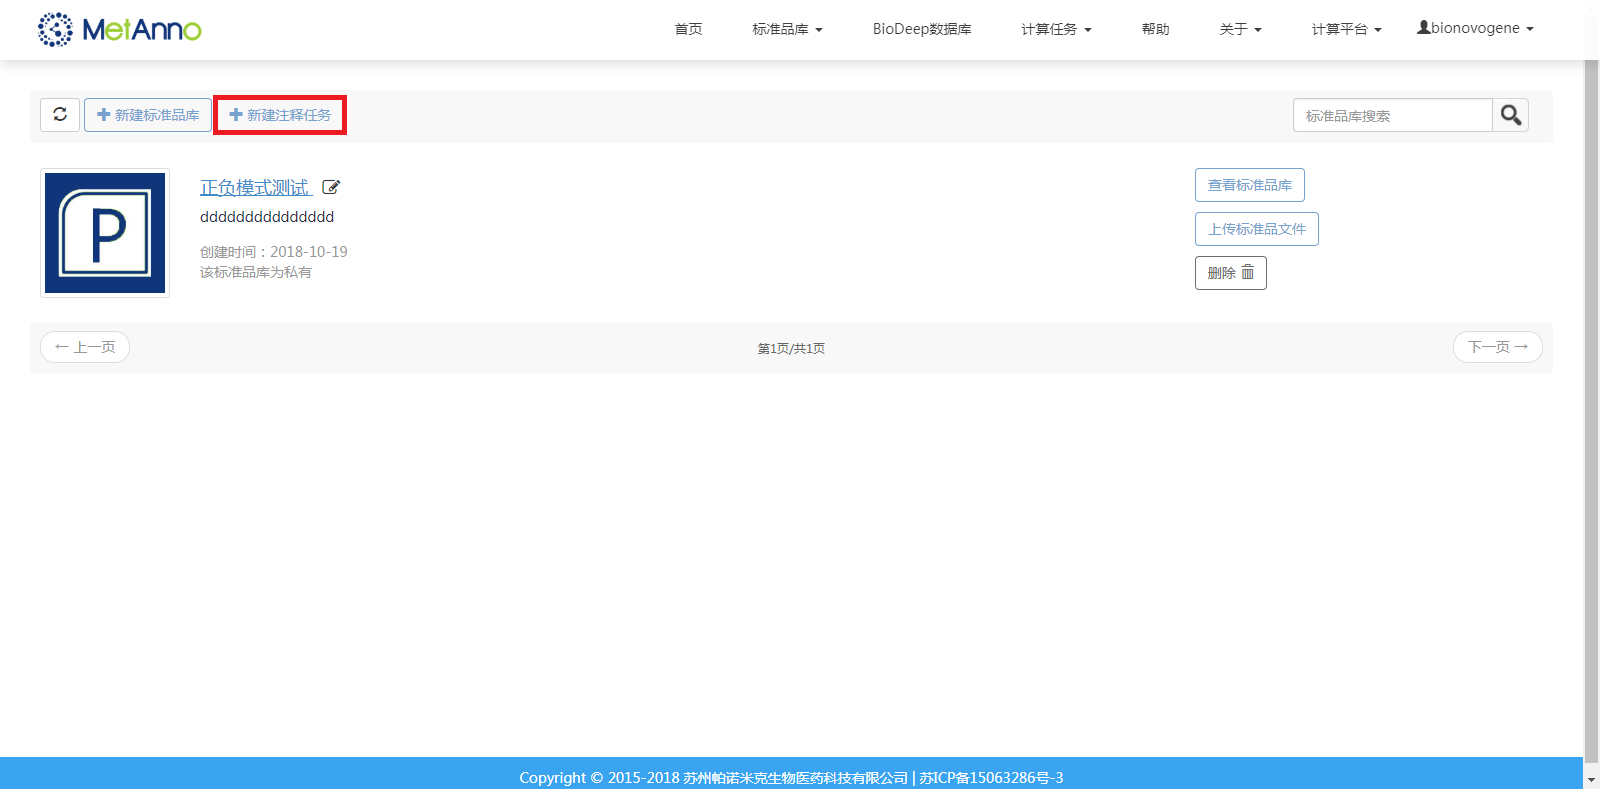 MetAnno 首页 标准品库 BioDeep数据库 计算任务 帮助 关于 计算平台 bionovogene
新建标准品库 新建注释任务 标准品库搜索
P
正负模式测试
ddddddddddddddd
创建时间：2018-10-19
该标准品库为私有
查看标准品库
上传标准品文件
删除
← 上一页 第1页/共1页 下一页 →
Copyright © 2015-2018 苏州帕诺米克生物医药科技有限公司 | 苏ICP备15063286号-3